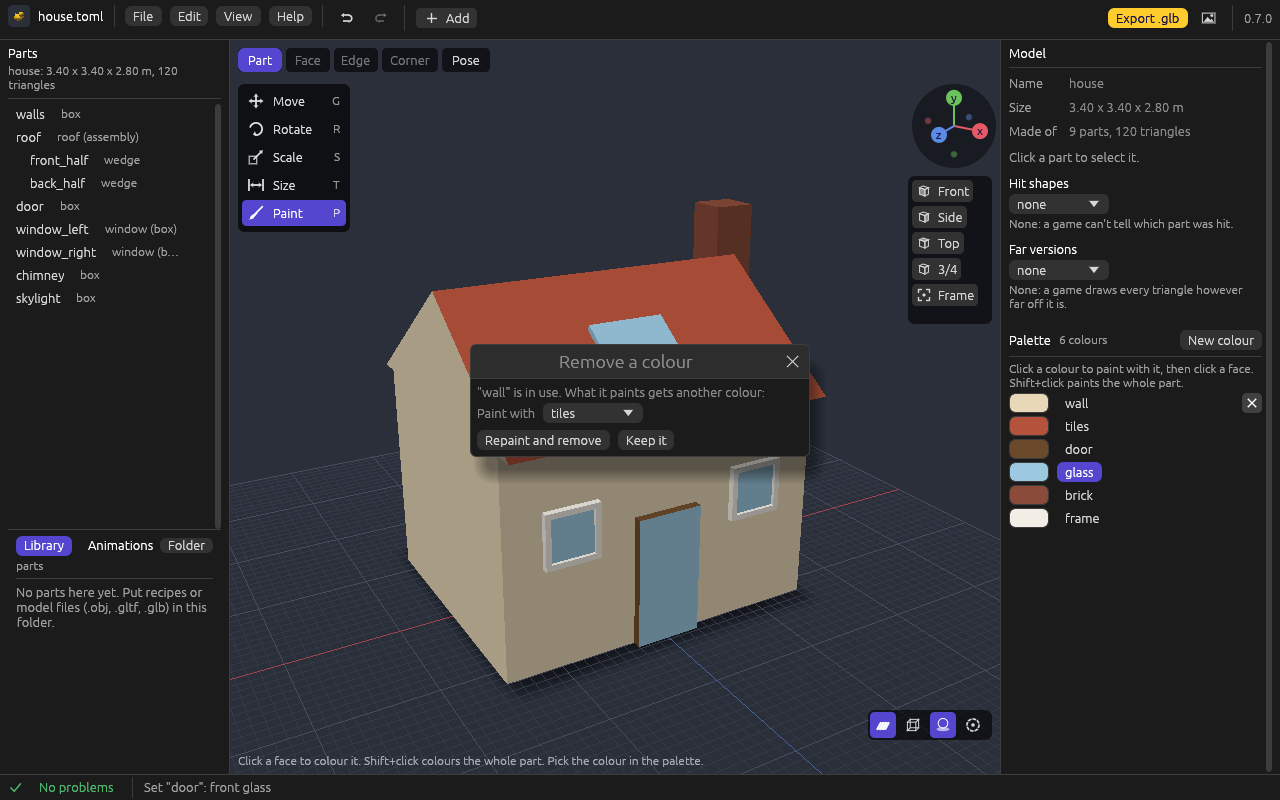 house.toml File Edit View Help Add Export .glb 0.7.0
Parts
house: 3.40 x 3.40 x 2.80 m, 120
triangles
walls box
roof roof (assembly)
front_half wedge
back_half wedge
door box
window_left window (box)
window_right window (b...
chimney box
skylight box
Library Animations Folder
parts
No parts here yet. Put recipes or
model files (.obj, .gltf, .glb) in this
folder.
Part Face Edge Corner Pose
Move G
Rotate R
Scale S
Size T
Paint P
y
x
z
Front
Side
Top
3/4
Frame
Remove a colour
"wall" is in use. What it paints gets another colour:
Paint with tiles
Repaint and remove Keep it
Click a face to colour it. Shift+click colours the whole part. Pick the colour in the palette.
Model
Name house
Size 3.40 x 3.40 x 2.80 m
Made of 9 parts, 120 triangles
Click a part to select it.
Hit shapes
none
None: a game can't tell which part was hit.
Far versions
none
None: a game draws every triangle however
far off it is.
Palette 6 colours New colour
Click a colour to paint with it, then click a face.
Shift+click paints the whole part.
wall
tiles
door
glass
brick
frame
No problems Set "door": front glass